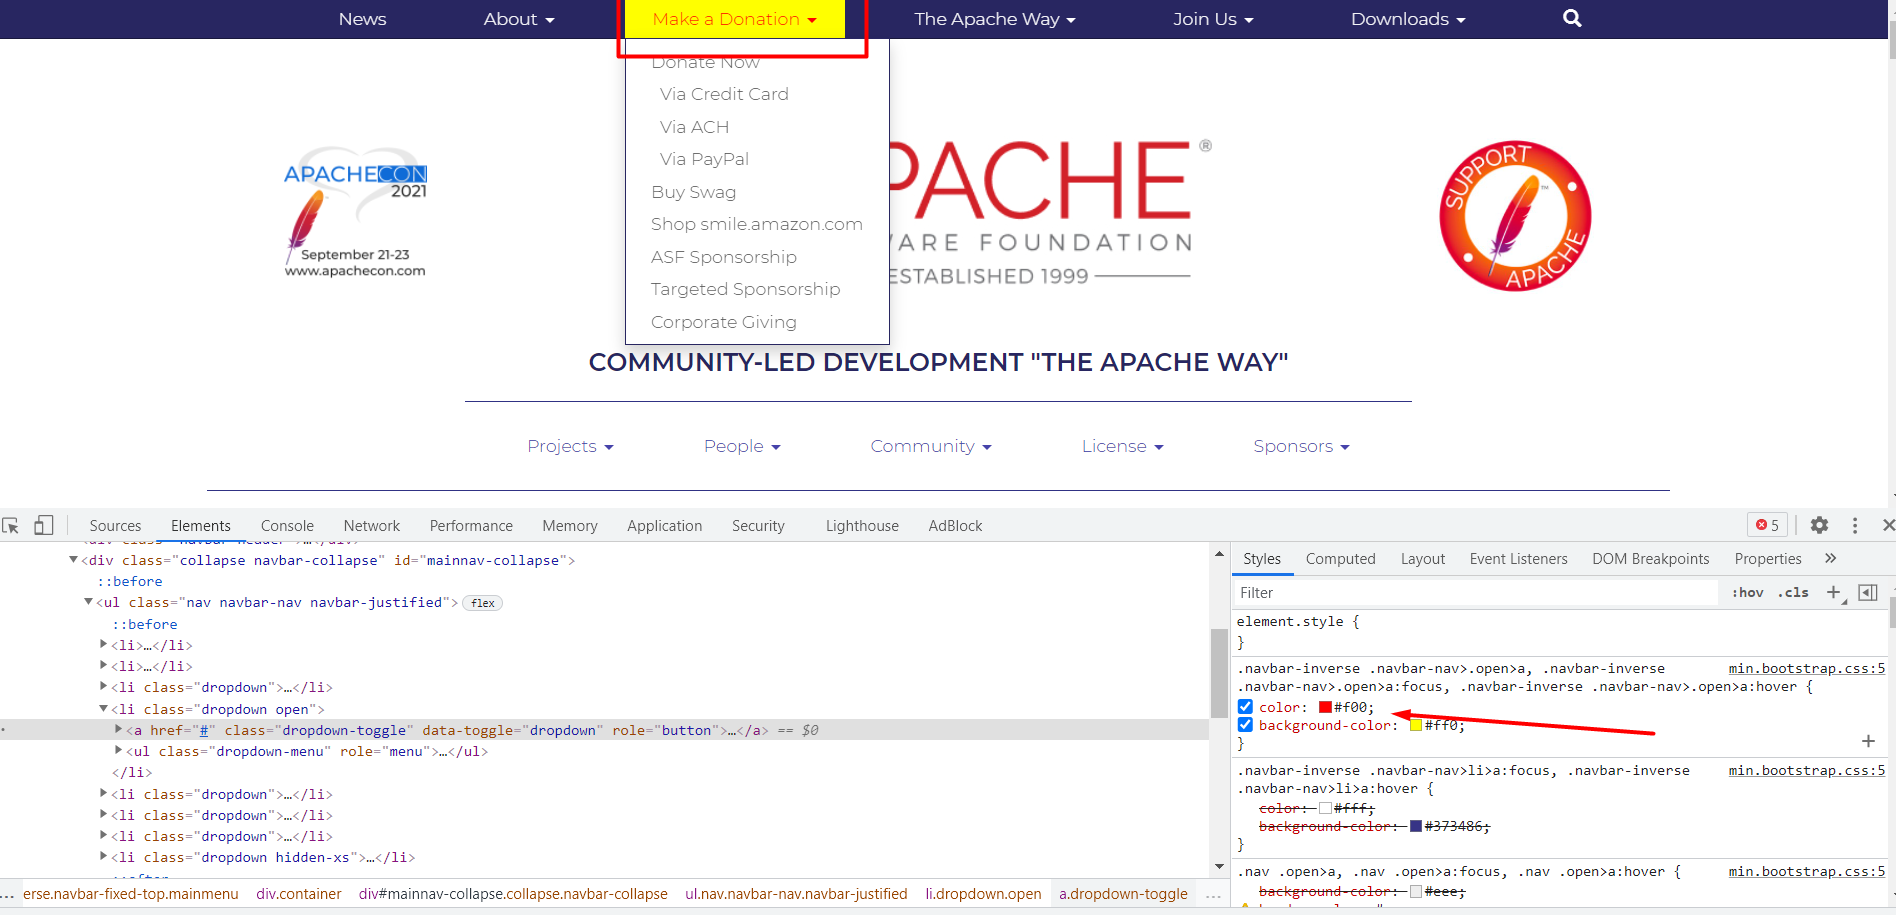 News About Make a Donation The Apache Way Join Us Downloads
Donate Now
Via Credit Card
Via ACH
Via PayPal
Buy Swag
Shop smile.amazon.com
ASF Sponsorship
Targeted Sponsorship
Corporate Giving
APACHECON
2021
September 21-23
www.apachecon.com
PACHE®
WARE FOUNDATION
ESTABLISHED 1999
SUPPORT
APACHE
™
COMMUNITY-LED DEVELOPMENT "THE APACHE WAY"
Projects People Community License Sponsors
Sources Elements Console Network Performance Memory Application Security Lighthouse AdBlock 5
<div class="collapse navbar-collapse" id="mainnav-collapse">
::before
<ul class="nav navbar-nav navbar-justified"> flex
::before
<li>…</li>
<li>…</li>
<li class="dropdown">…</li>
<li class="dropdown open">
<a href="#" class="dropdown-toggle" data-toggle="dropdown" role="button">…</a> == $0
<ul class="dropdown-menu" role="menu">…</ul>
</li>
<li class="dropdown">…</li>
<li class="dropdown">…</li>
<li class="dropdown">…</li>
<li class="dropdown hidden-xs">…</li>
::after
... erse.navbar-fixed-top.mainmenu div.container div#mainnav-collapse.collapse.navbar-collapse ul.nav.navbar-nav.navbar-justified li.dropdown.open a.dropdown-toggle ...
Styles Computed Layout Event Listeners DOM Breakpoints Properties »
Filter :hov .cls +
element.style {
}
.navbar-inverse .navbar-nav>.open>a, .navbar-inverse min.bootstrap.css:5
.navbar-nav>.open>a:focus, .navbar-inverse .navbar-nav>.open>a:hover {
color: #f00;
background-color: #ff0;
}
+
.navbar-inverse .navbar-nav>li>a:focus, .navbar-inverse min.bootstrap.css:5
.navbar-nav>li>a:hover {
color: #fff;
background-color: #373486;
}
.nav .open>a, .nav .open>a:focus, .nav .open>a:hover { min.bootstrap.css:5
background-color: #eee;